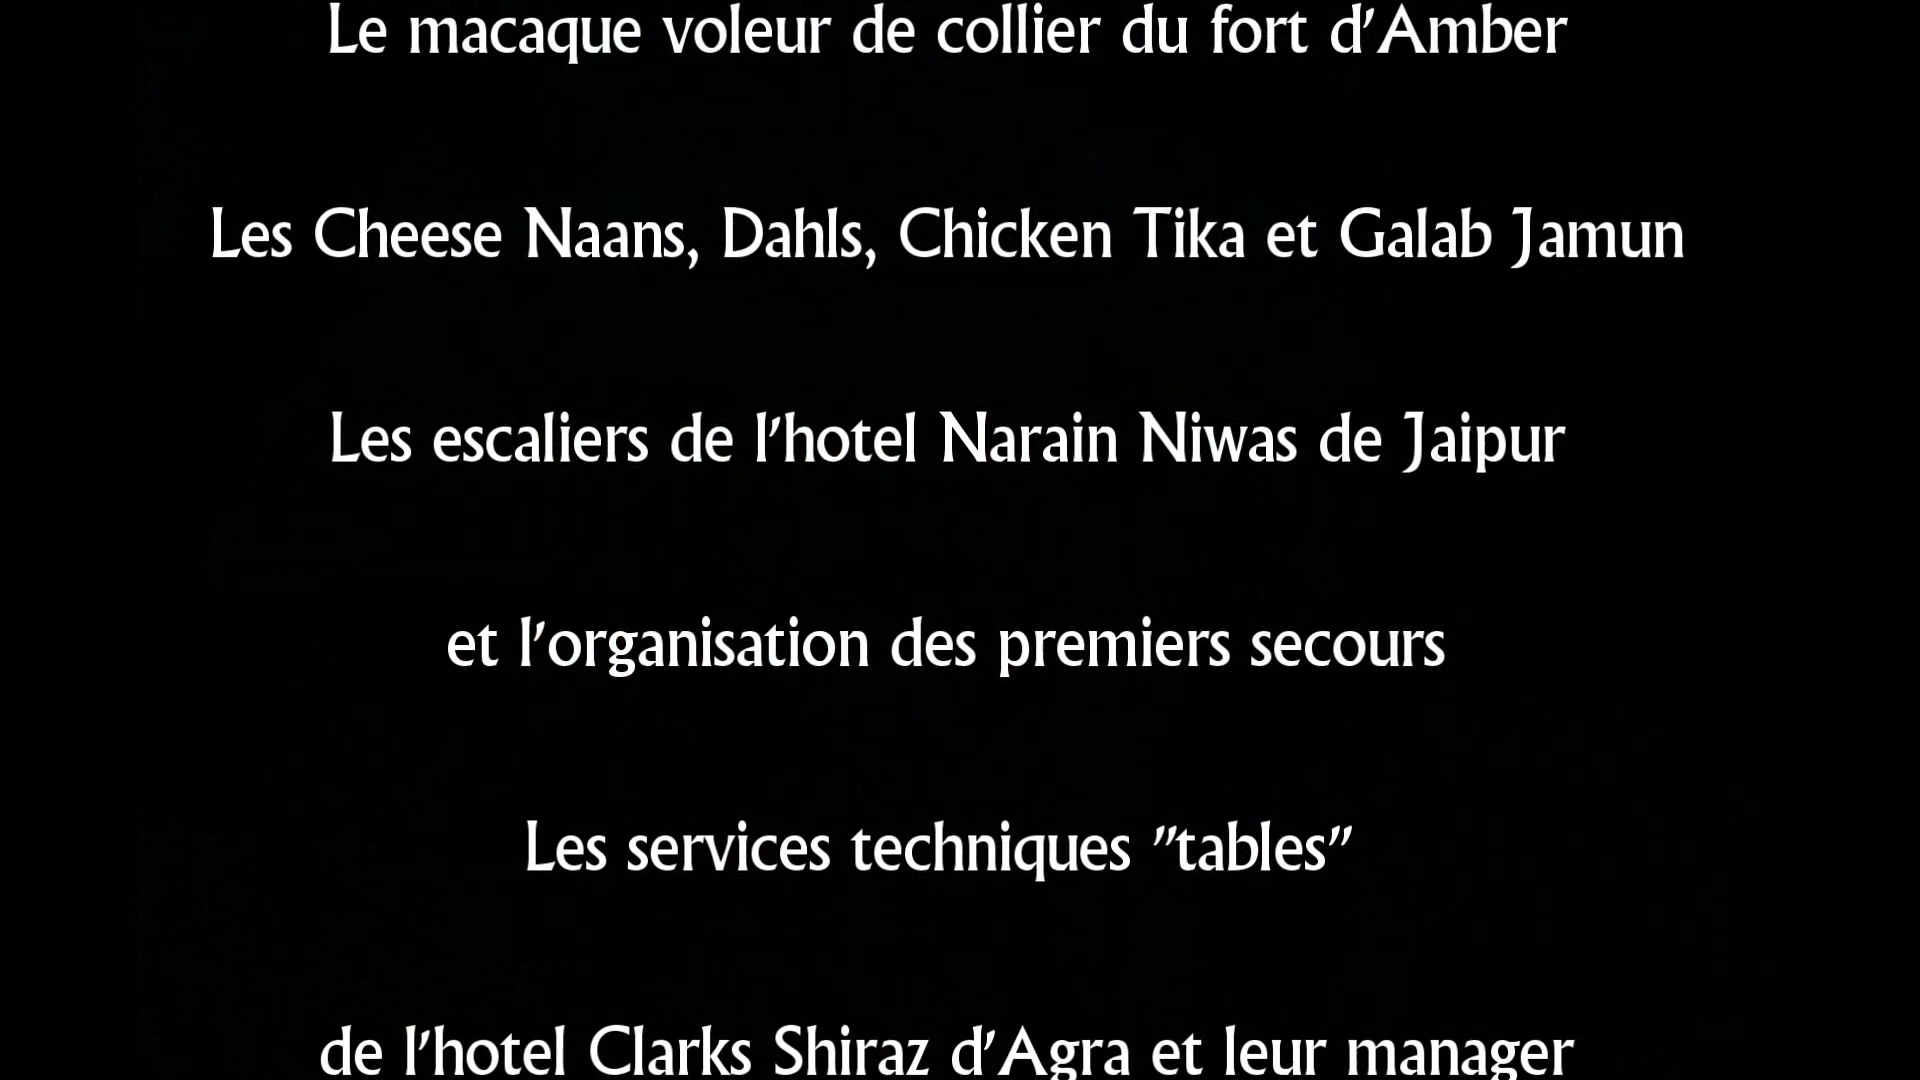 Le macaque voleur de collier du fort d'Amber
Les Cheese Naans, Dahls, Chicken Tika et Galab Jamun
Les escaliers de l'hotel Narain Niwas de Jaipur
et l'organisation des premiers secours
Les services techniques "tables"
de l'hotel Clarks Shiraz d'Agra et leur manager